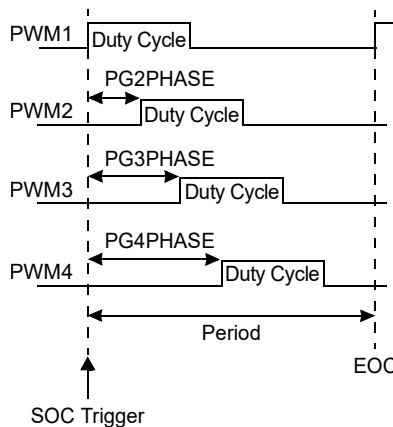 PWM1
Duty Cycle
PG2PHASE
PWM2
Duty Cycle
PG3PHASE
PWM3
Duty Cycle
PG4PHASE
PWM4
Duty Cycle
Period
EOC
SOC Trigger